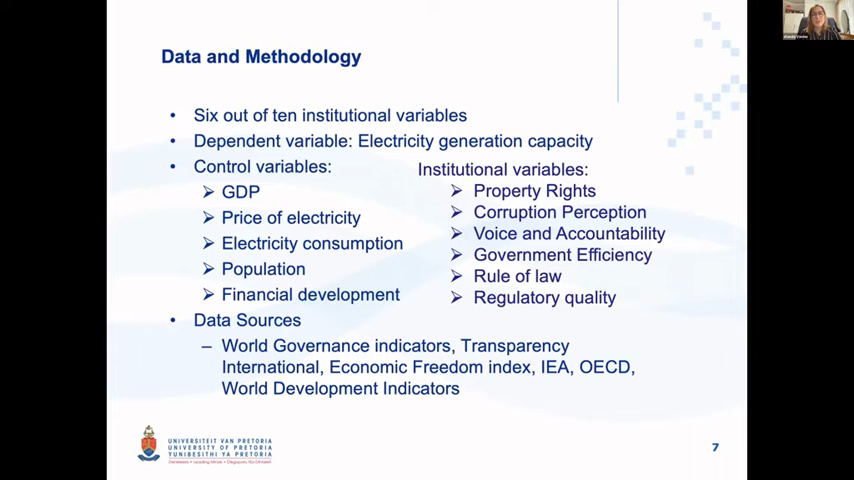 Data and Methodology
• Six out of ten institutional variables
• Dependent variable: Electricity generation capacity
• Control variables:
➢ GDP
➢ Price of electricity
➢ Electricity consumption
➢ Population
➢ Financial development
Institutional variables:
➢ Property Rights
➢ Corruption Perception
➢ Voice and Accountability
➢ Government Efficiency
➢ Rule of law
➢ Regulatory quality
• Data Sources
– World Governance indicators, Transparency
International, Economic Freedom index, IEA, OECD,
World Development Indicators
UNIVERSITEIT VAN PRETORIA
UNIVERSITY OF PRETORIA
YUNIBESITHI YA PRETORIA
7